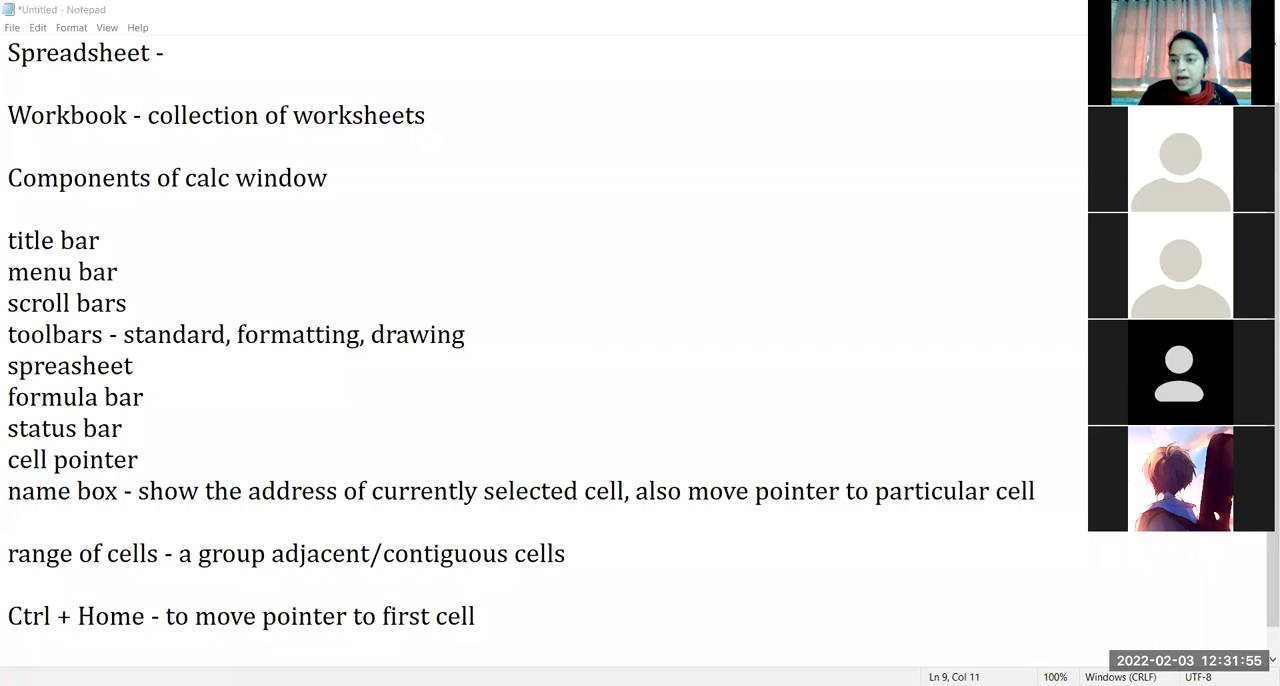 *Untitled - Notepad
File Edit Format View Help
Spreadsheet -
Workbook - collection of worksheets
Components of calc window
title bar
menu bar
scroll bars
toolbars - standard, formatting, drawing
spreasheet
formula bar
status bar
cell pointer
name box - show the address of currently selected cell, also move pointer to particular cell
range of cells - a group adjacent/contiguous cells
Ctrl + Home - to move pointer to first cell
2022-02-03 12:31:55
Ln 9, Col 11 100% Windows (CRLF) UTF-8